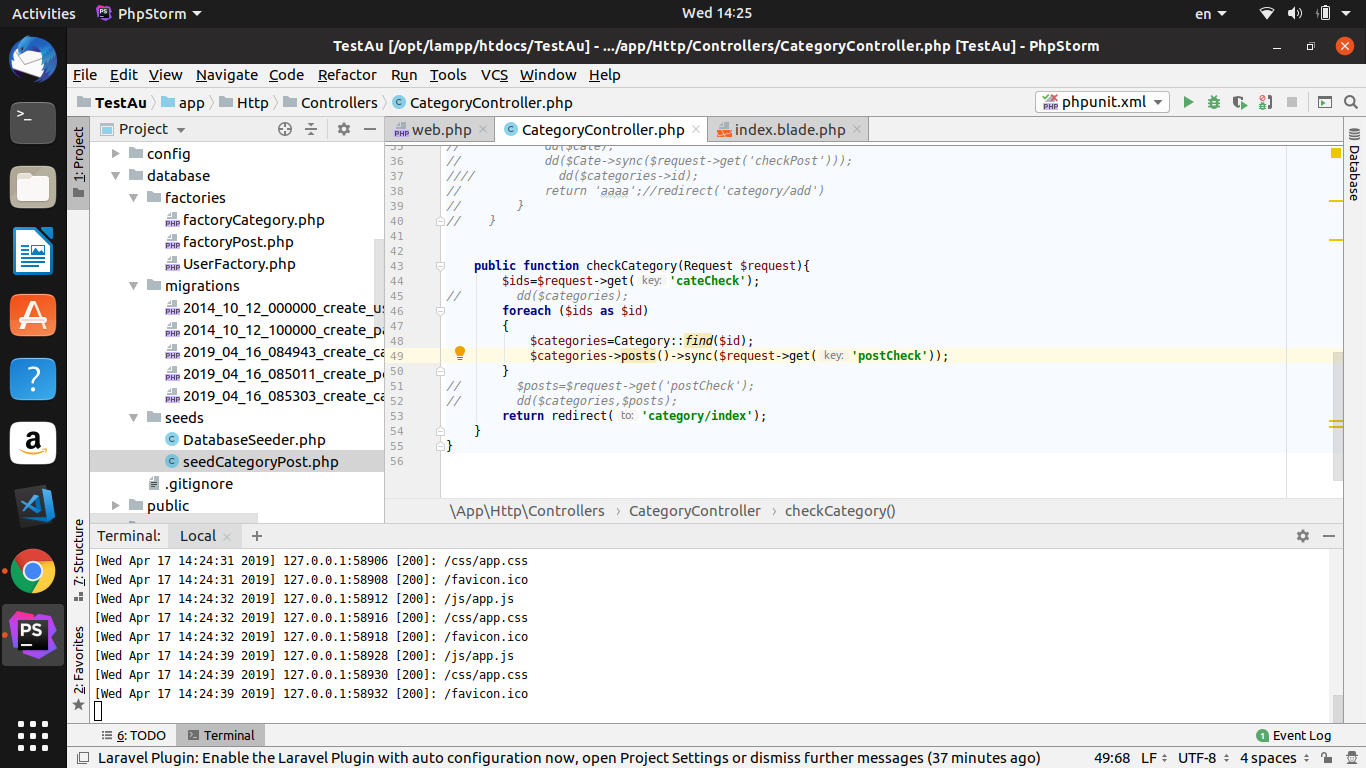 Activities PhpStorm Wed 14:25 en
TestAu [/opt/lampp/htdocs/TestAu] - .../app/Http/Controllers/CategoryController.php [TestAu] - PhpStorm
File Edit View Navigate Code Refactor Run Tools VCS Window Help
TestAu app Http Controllers CategoryController.php phpunit.xml
1: Project
7: Structure
2: Favorites
Project
config
database
factories
factoryCategory.php
factoryPost.php
UserFactory.php
migrations
2014_10_12_000000_create_us
2014_10_12_100000_create_pa
2019_04_16_084943_create_ca
2019_04_16_085011_create_po
2019_04_16_085303_create_ca
seeds
DatabaseSeeder.php
seedCategoryPost.php
.gitignore
public
web.php CategoryController.php index.blade.php
35 // dd($cate);
36 // dd($Cate->sync($request->get('checkPost')));
37 //// dd($categories->id);
38 // return 'aaaa';//redirect('category/add')
39 // }
40 // }
41
42
43 public function checkCategory(Request $request){
44 $ids=$request->get( key: 'cateCheck');
45 // dd($categories);
46 foreach ($ids as $id)
47 {
48 $categories=Category::find($id);
49 $categories->posts()->sync($request->get( key: 'postCheck'));
50 }
51 // $posts=$request->get('postCheck');
52 // dd($categories,$posts);
53 return redirect( to: 'category/index');
54 }
55 }
56
\App\Http\Controllers › CategoryController › checkCategory()
Database
Terminal: Local +
[Wed Apr 17 14:24:31 2019] 127.0.0.1:58906 [200]: /css/app.css
[Wed Apr 17 14:24:31 2019] 127.0.0.1:58908 [200]: /favicon.ico
[Wed Apr 17 14:24:32 2019] 127.0.0.1:58912 [200]: /js/app.js
[Wed Apr 17 14:24:32 2019] 127.0.0.1:58916 [200]: /css/app.css
[Wed Apr 17 14:24:32 2019] 127.0.0.1:58918 [200]: /favicon.ico
[Wed Apr 17 14:24:39 2019] 127.0.0.1:58928 [200]: /js/app.js
[Wed Apr 17 14:24:39 2019] 127.0.0.1:58930 [200]: /css/app.css
[Wed Apr 17 14:24:39 2019] 127.0.0.1:58932 [200]: /favicon.ico
6: TODO Terminal 1 Event Log
Laravel Plugin: Enable the Laravel Plugin with auto configuration now, open Project Settings or dismiss further messages (37 minutes ago) 49:68 LF UTF-8 4 spaces